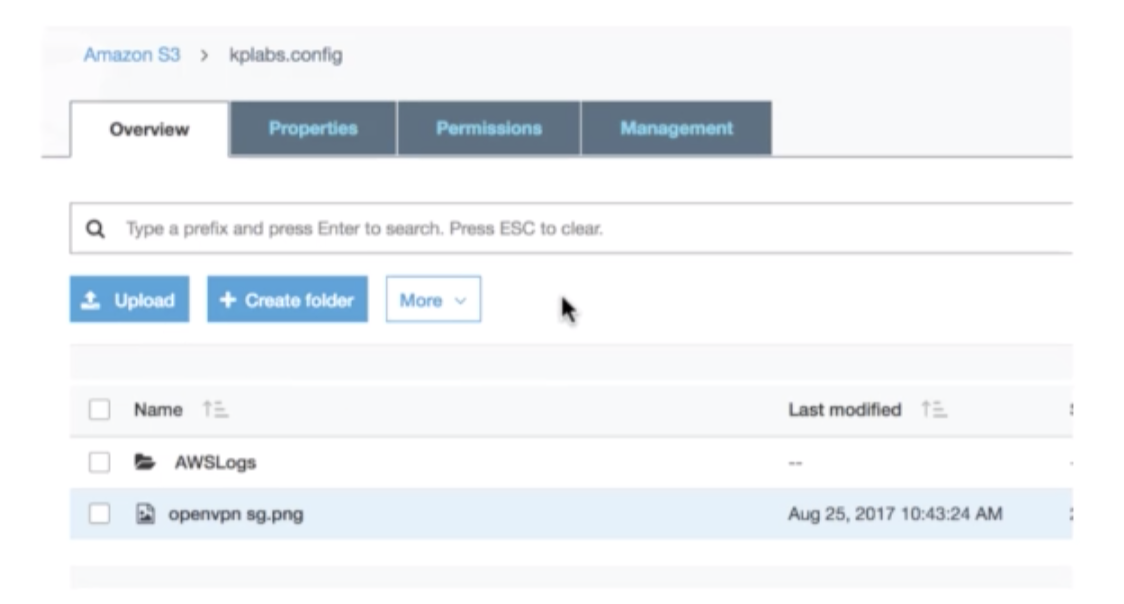 Amazon S3 > kplabs.config
Overview Properties Permissions Management
Type a prefix and press Enter to search. Press ESC to clear.
Upload + Create folder More
Name Last modified
AWSLogs --
openvpn sg.png Aug 25, 2017 10:43:24 AM